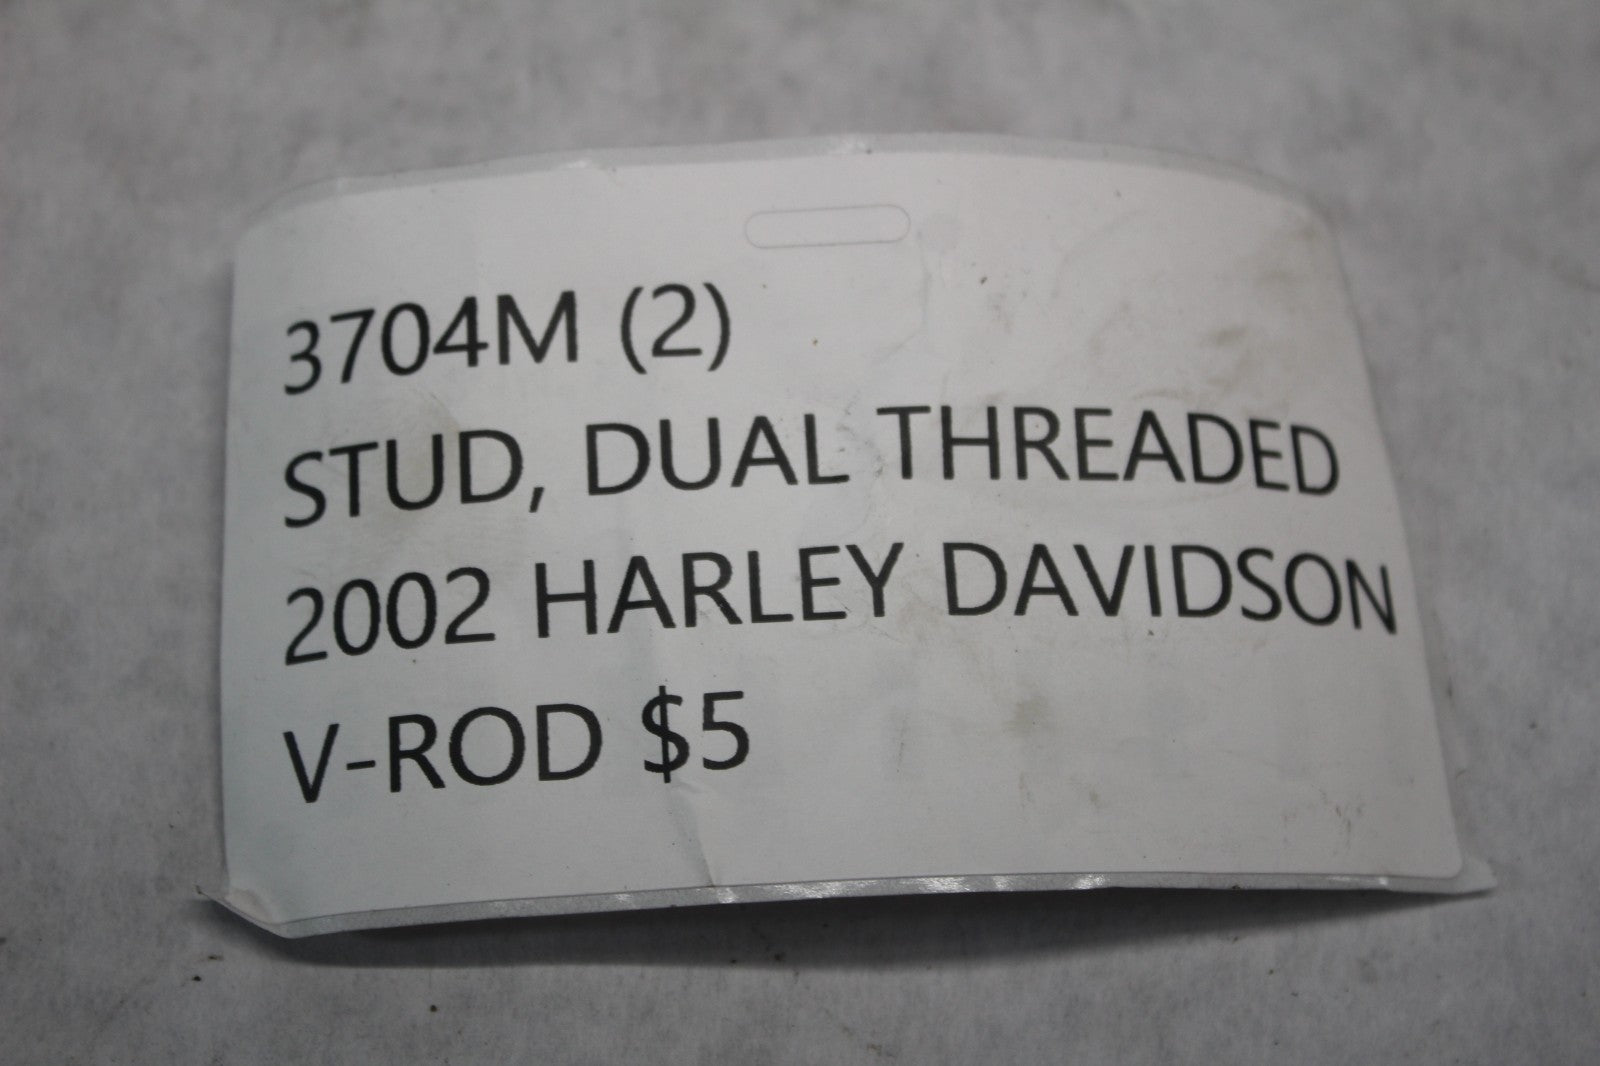 3704M (2)
STUD, DUAL THREADED
2002 HARLEY DAVIDSON
V-ROD $5